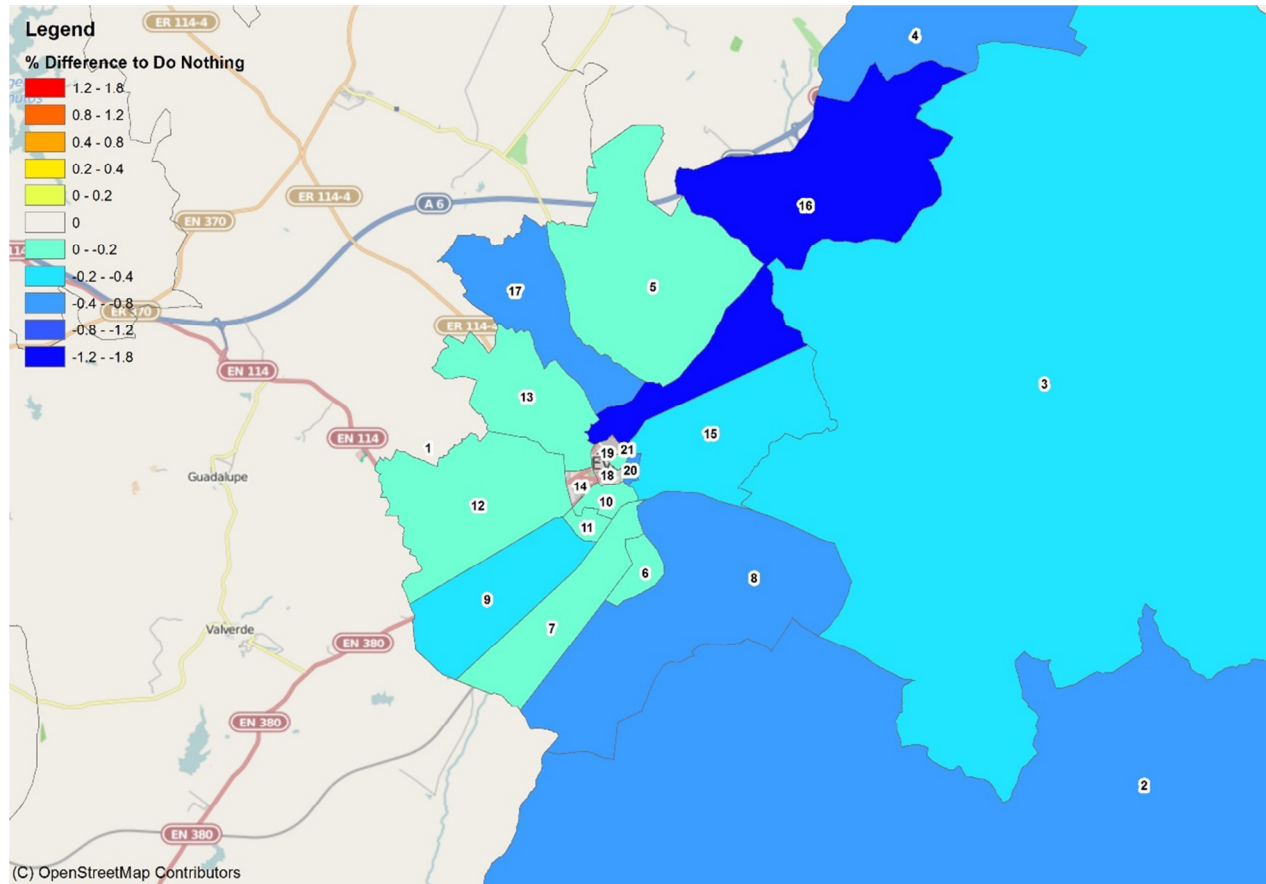 Legend
% Difference to Do Nothing
1.2 - 1.8
0.8 - 1.2
0.4 - 0.8
0.2 - 0.4
0 - 0.2
0
0 - -0.2
-0.2 - -0.4
-0.4 - -0.8
-0.8 - -1.2
-1.2 - -1.8
ER 114-4
4
ER 114-4
16
A 6
EN 370
114
17
5
ER 370
ER 114-4
EN 114
3
13
EN 114
1
15
19
21
Ev
18
20
Guadalupe
14
12
10
11
6
8
9
7
Valverde
EN 380
EN 380
2
EN 380
(C) OpenStreetMap Contributors